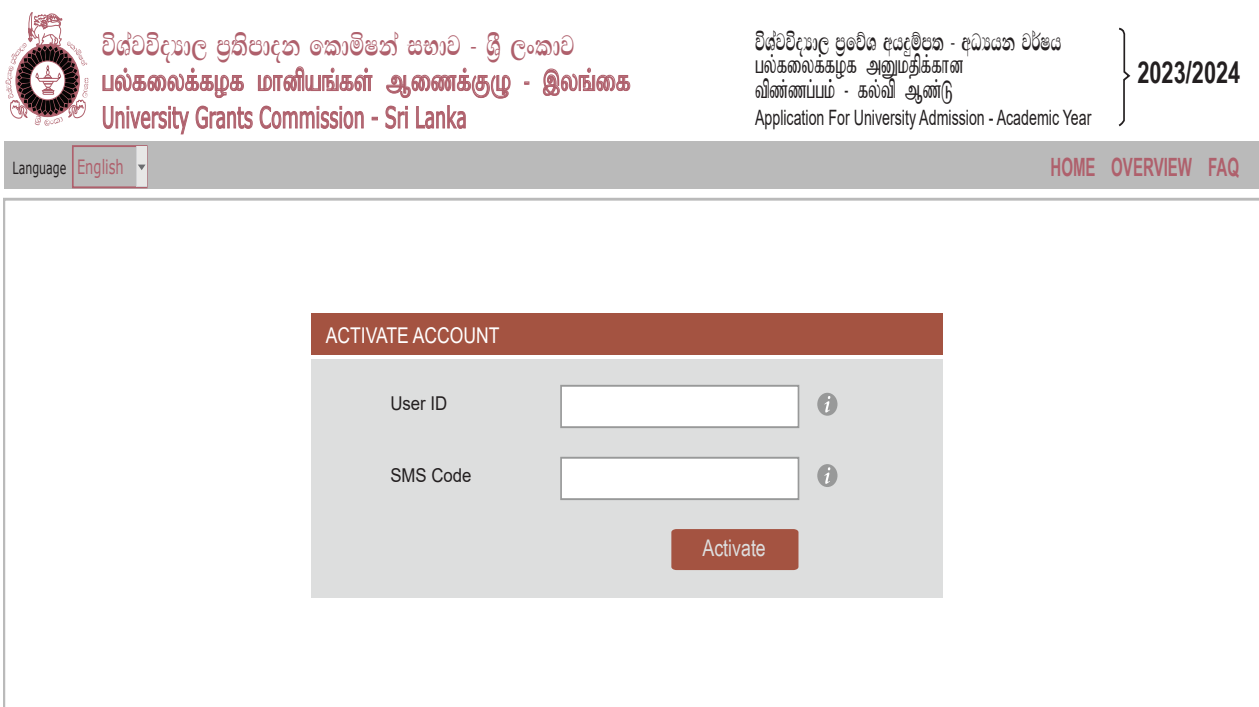 විශ්වවිද්‍යාල ප්‍රතිපාදන කොමිෂන් සභාව - ශ්‍රී ලංකාව
பல்கலைக்கழக மானியங்கள் ஆணைக்குழு - இலங்கை
University Grants Commission - Sri Lanka
විශ්වවිද්‍යාල ප්‍රවේශ අයදුම්පත - අධ්‍යයන වර්ෂය
பல்கலைக்கழக அனுமதிக்கான
விண்ணப்பம் - கல்வி ஆண்டு
Application For University Admission - Academic Year
2023/2024
Language English
HOME OVERVIEW FAQ
ACTIVATE ACCOUNT
User ID
SMS Code
Activate